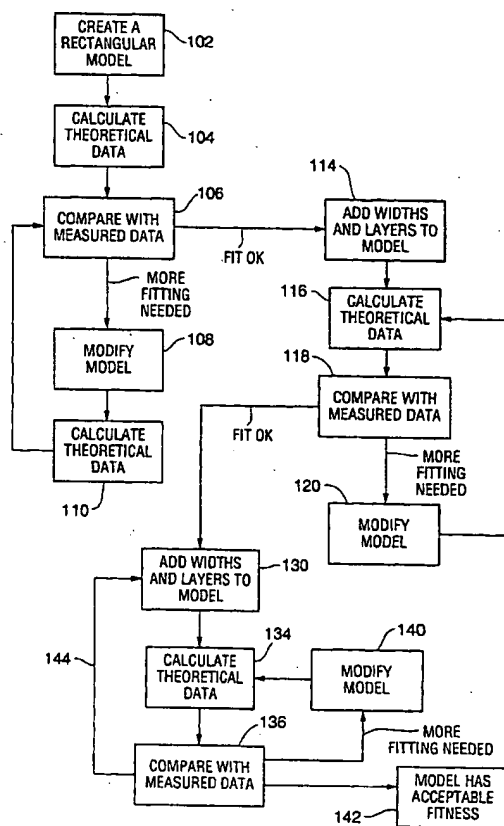 CREATE A
RECTANGULAR
MODEL
102
CALCULATE
THEORETICAL
DATA
104
106
COMPARE WITH
MEASURED DATA
FIT OK
MORE
FITTING
NEEDED
108
MODIFY
MODEL
CALCULATE
THEORETICAL
DATA
110
114
ADD WIDTHS
AND LAYERS TO
MODEL
116
CALCULATE
THEORETICAL
DATA
118
COMPARE WITH
MEASURED DATA
FIT OK
MORE
FITTING
NEEDED
120
MODIFY
MODEL
ADD WIDTHS
AND LAYERS TO
MODEL
130
144
134
CALCULATE
THEORETICAL
DATA
140
MODIFY
MODEL
136
COMPARE WITH
MEASURED DATA
MORE
FITTING NEEDED
MODEL HAS
ACCEPTABLE
FITNESS
142